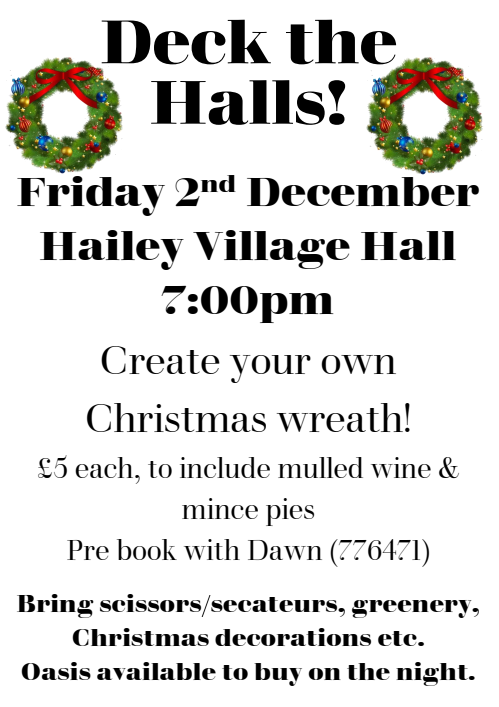 Deck the
Halls!
Friday 2nd December
Hailey Village Hall
7:00pm
Create your own
Christmas wreath!
£5 each, to include mulled wine &
mince pies
Pre book with Dawn (776471)
Bring scissors/secateurs, greenery,
Christmas decorations etc.
Oasis available to buy on the night.